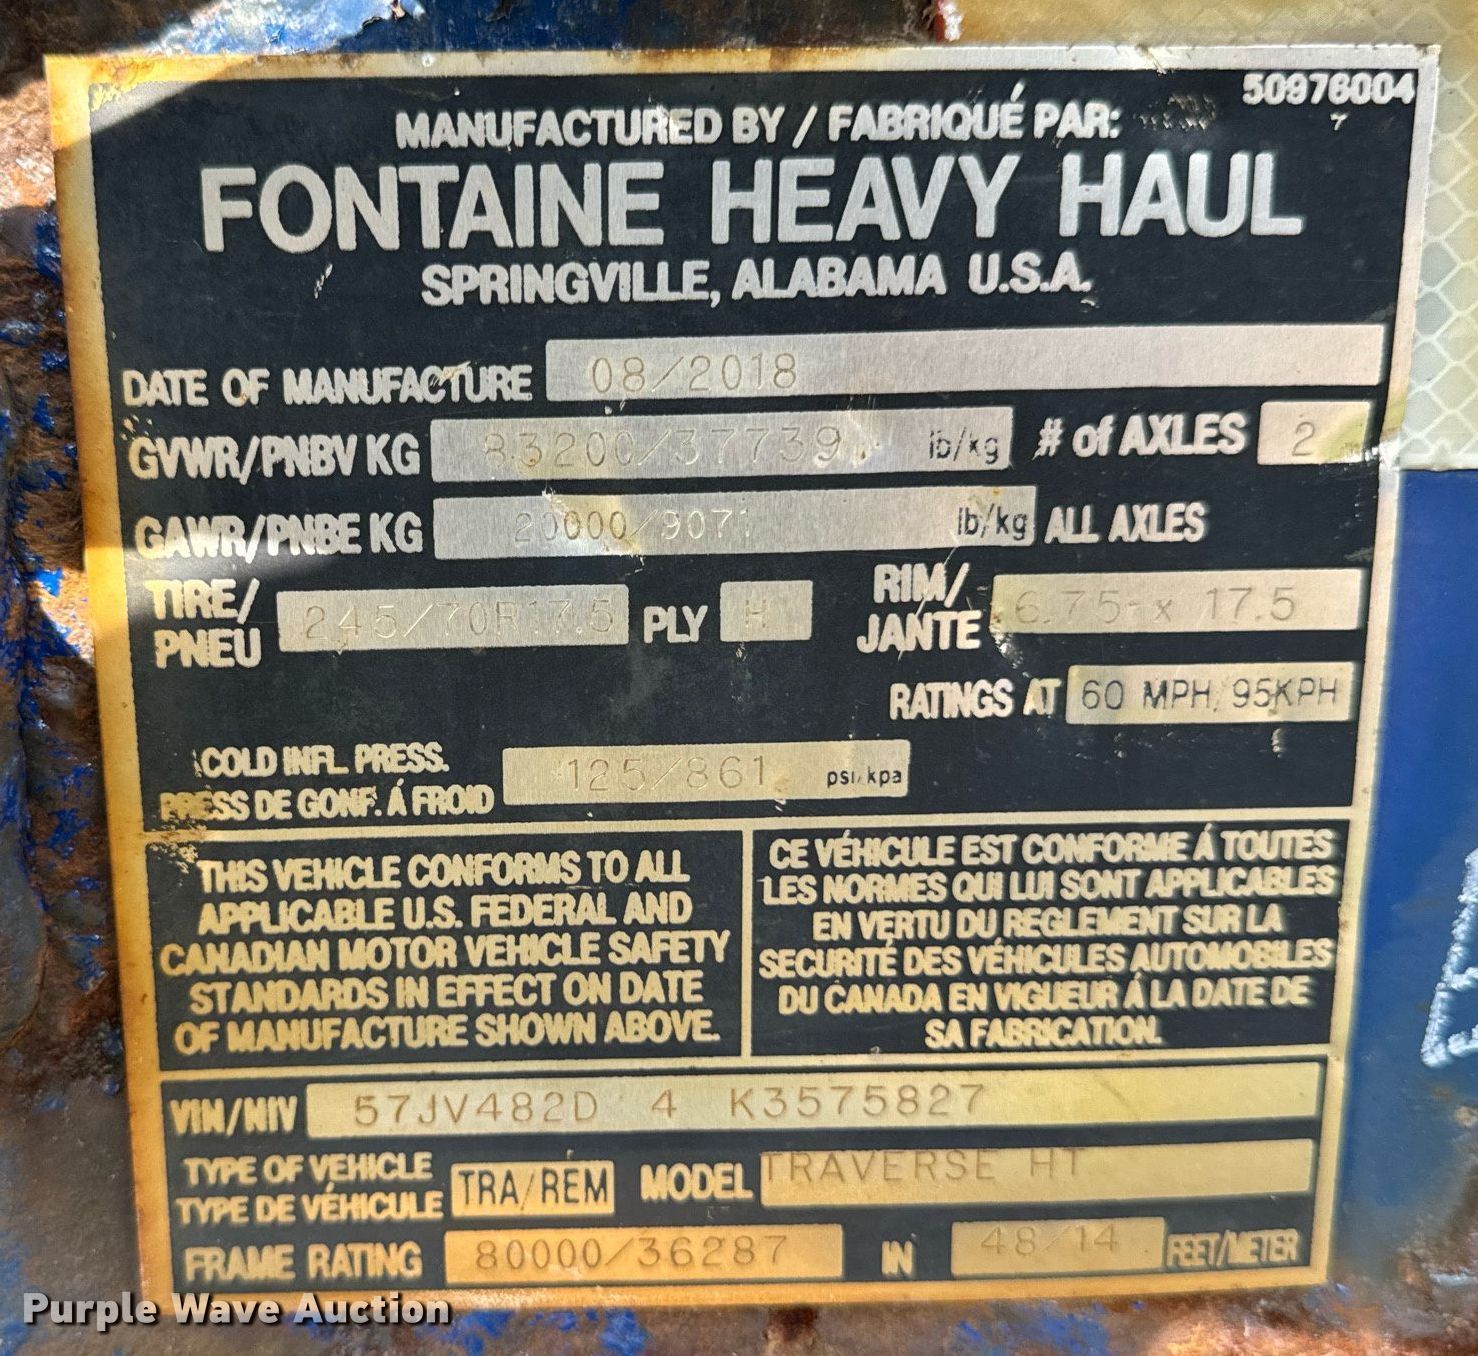 50976004
MANUFACTURED BY / FABRIQUÉ PAR:
FONTAINE HEAVY HAUL
SPRINGVILLE, ALABAMA U.S.A.
DATE OF MANUFACTURE 08/2018
GVWR/PNBV KG 83200/37739 lb/kg # of AXLES 2
GAWR/PNBE KG 20000/9071 lb/kg ALL AXLES
TIRE/ PNEU 245/70R17.5 PLY H RIM/ JANTE 6.75 x 17.5
RATINGS AT 60 MPH/95KPH
COLD INFL. PRESS.
PRESS DE GONF. Á FROID 125/861 psi/kpa
THIS VEHICLE CONFORMS TO ALL
APPLICABLE U.S. FEDERAL AND
CANADIAN MOTOR VEHICLE SAFETY
STANDARDS IN EFFECT ON DATE
OF MANUFACTURE SHOWN ABOVE.
CE VÉHICULE EST CONFORME Á TOUTES
LES NORMES QUI LUI SONT APPLICABLES
EN VERTU DU REGLEMENT SUR LA
SECURITÉ DES VÉHICULES AUTOMOBILES
DU CANADA EN VIGUEUR Á LA DATE DE
SA FABRICATION.
VIN/NIV 57JV482D 4 K3575827
TYPE OF VEHICLE
TYPE DE VÉHICULE TRA/REM MODEL TRAVERSE HT
FRAME RATING 80000/36287 IN 48/14 FEET/METER
Purple Wave Auction